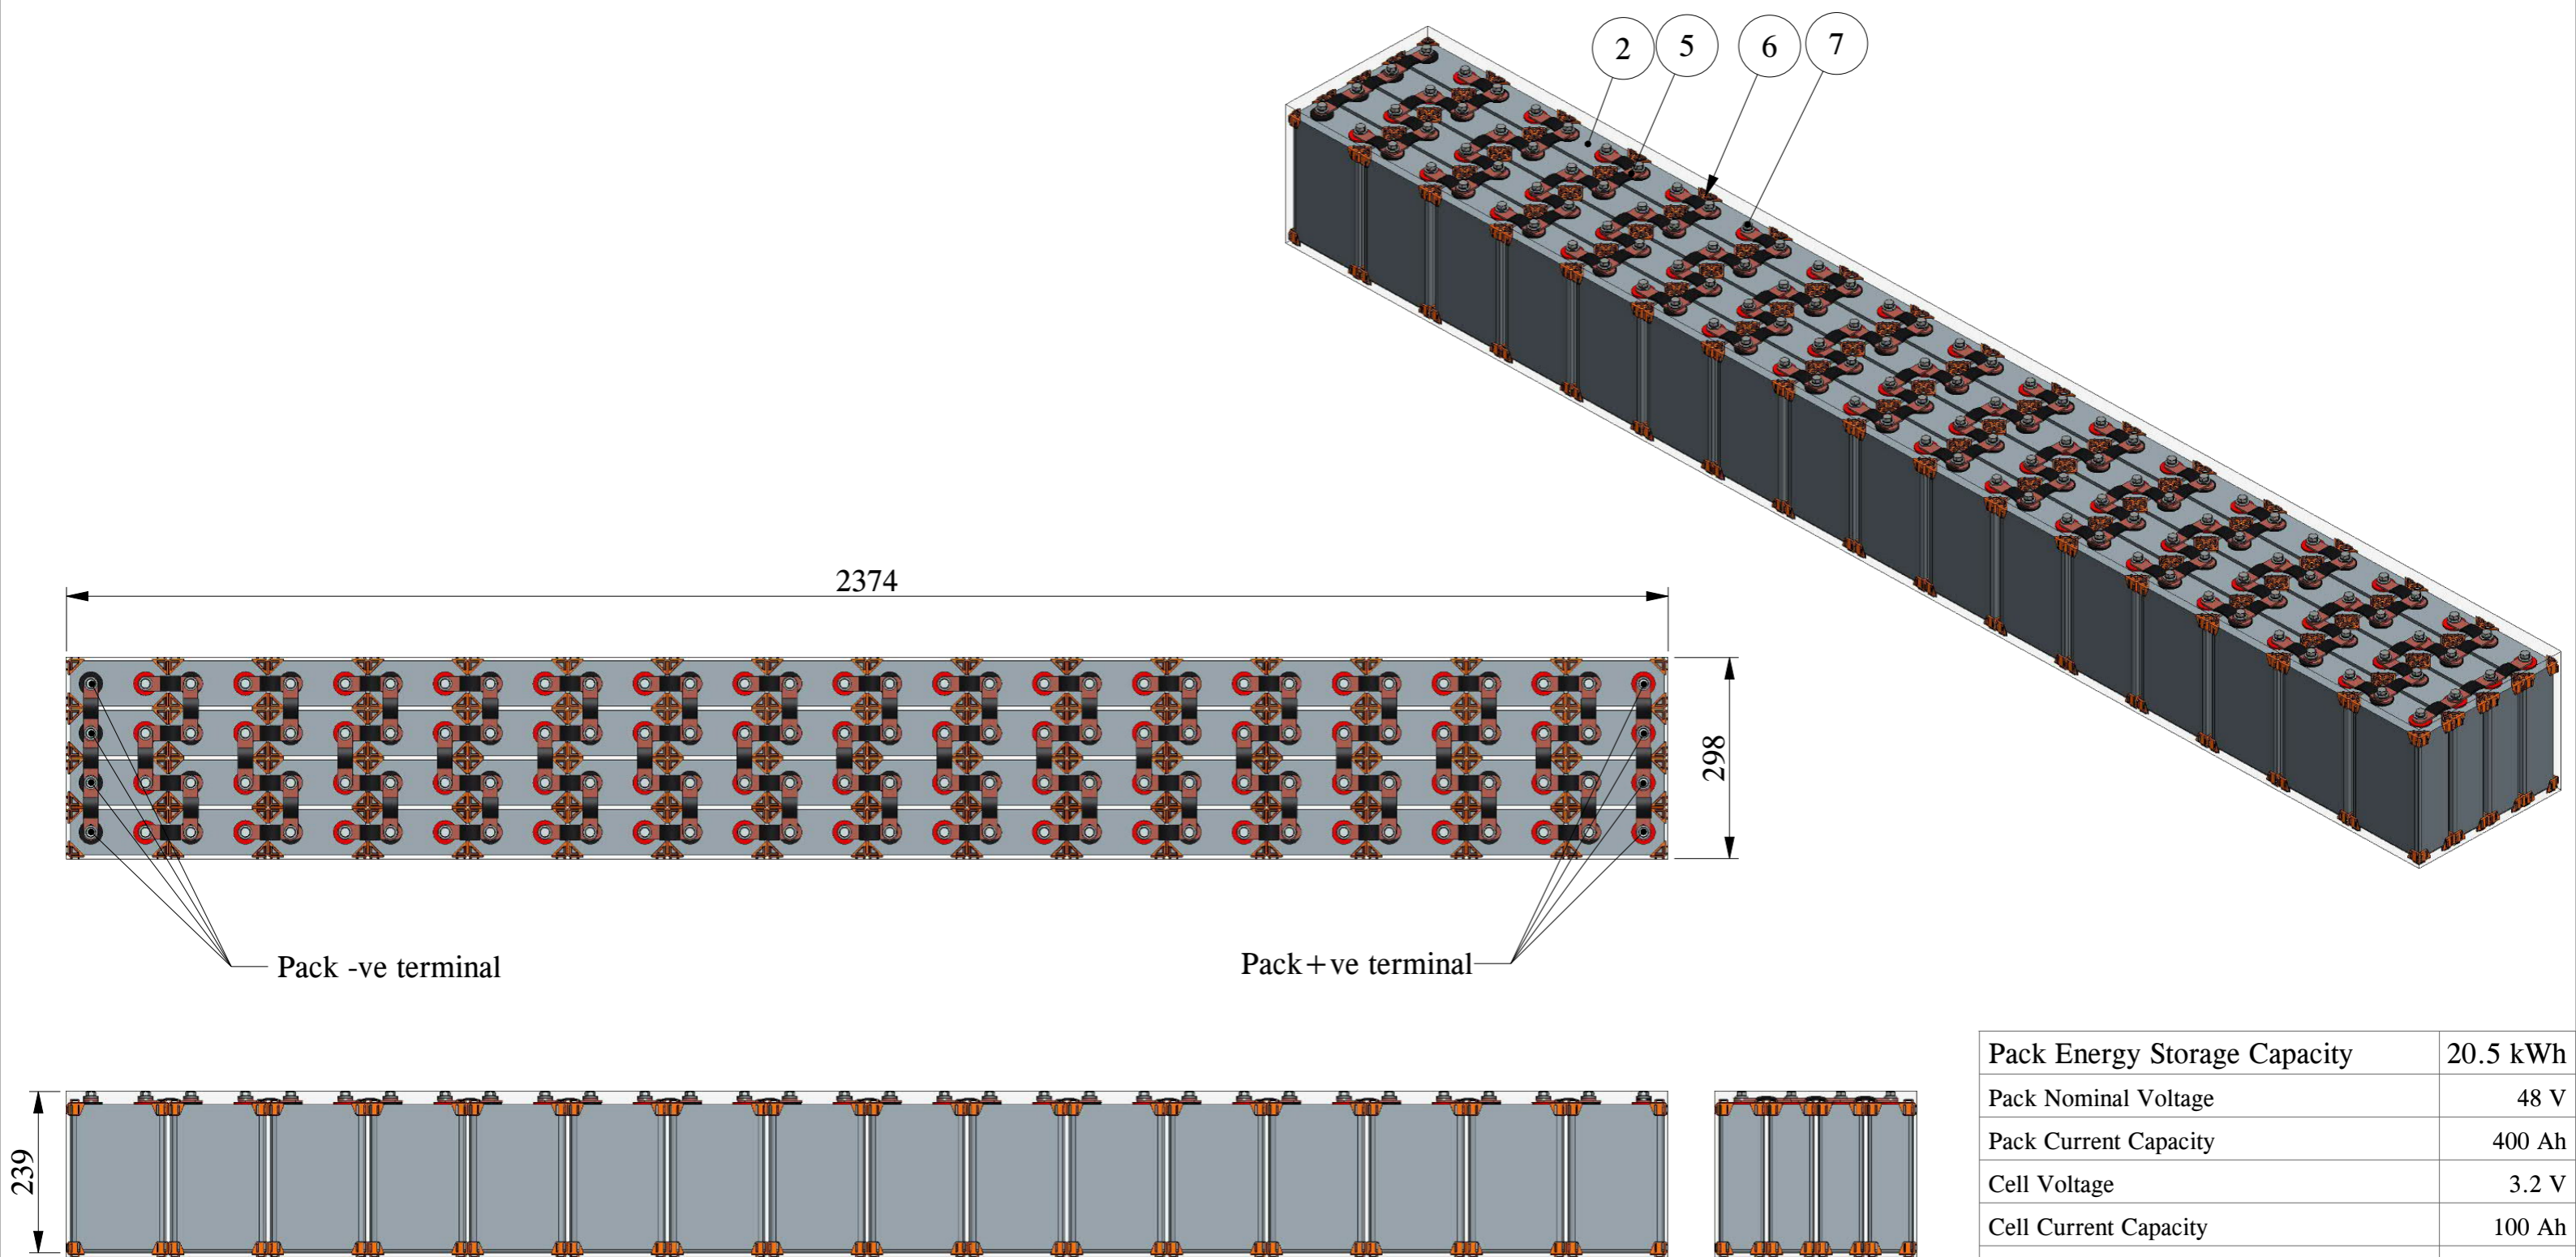 2 5 6 7
2374
298
Pack -ve terminal
Pack+ve terminal
239
Pack Energy Storage Capacity 20.5 kWh
Pack Nominal Voltage 48 V
Pack Current Capacity 400 Ah
Cell Voltage 3.2 V
Cell Current Capacity 100 Ah